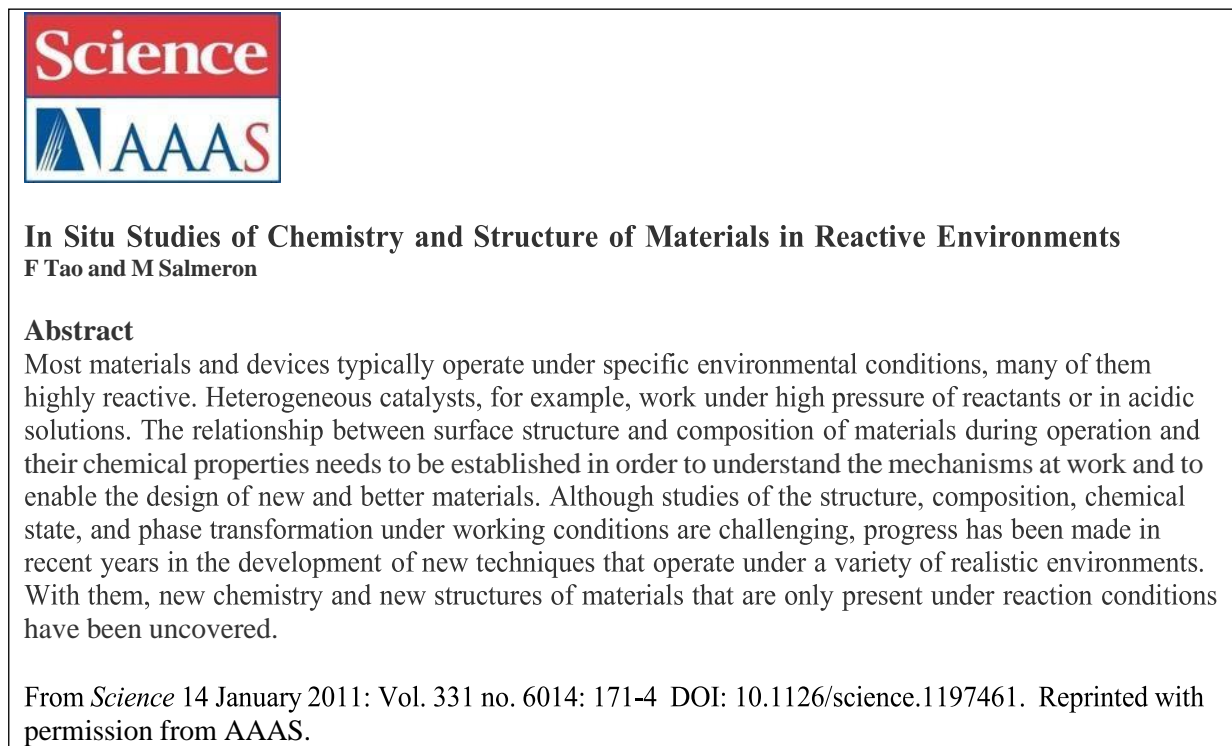 Science
AAAS
In Situ Studies of Chemistry and Structure of Materials in Reactive Environments
F Tao and M Salmeron
Abstract
Most materials and devices typically operate under specific environmental conditions, many of them
highly reactive. Heterogeneous catalysts, for example, work under high pressure of reactants or in acidic
solutions. The relationship between surface structure and composition of materials during operation and
their chemical properties needs to be established in order to understand the mechanisms at work and to
enable the design of new and better materials. Although studies of the structure, composition, chemical
state, and phase transformation under working conditions are challenging, progress has been made in
recent years in the development of new techniques that operate under a variety of realistic environments.
With them, new chemistry and new structures of materials that are only present under reaction conditions
have been uncovered.
From Science 14 January 2011: Vol. 331 no. 6014: 171-4 DOI: 10.1126/science.1197461. Reprinted with
permission from AAAS.